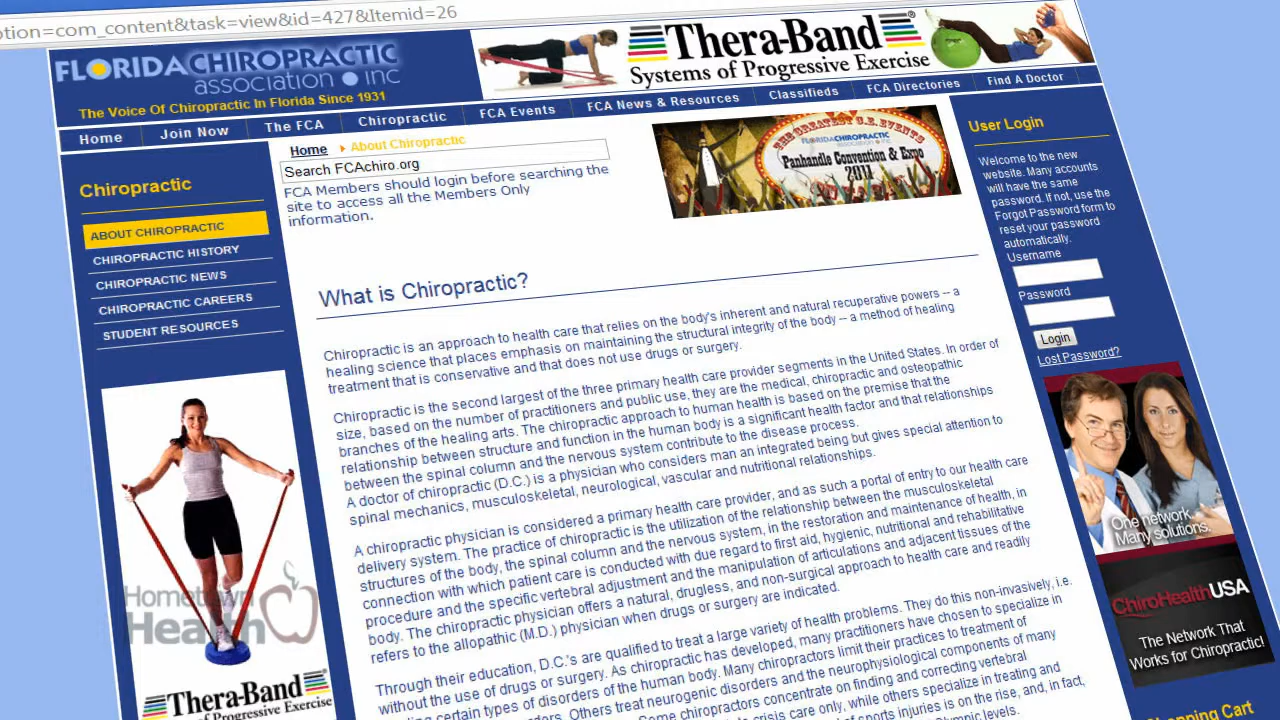 ption=com_content&task=view&id=427&Itemid=26
FLORIDACHIROPRACTIC
association inc
The Voice Of Chiropractic In Florida Since 1931
Thera-Band®
Systems of Progressive Exercise
Home Join Now The FCA Chiropractic FCA Events FCA News & Resources Classifieds FCA Directories Find A Doctor
Chiropractic
ABOUT CHIROPRACTIC
CHIROPRACTIC HISTORY
CHIROPRACTIC NEWS
CHIROPRACTIC CAREERS
STUDENT RESOURCES
Hometown
Health
Thera-Band
of Progressive Exercise
Home About Chiropractic
Search FCAchiro.org
FCA Members should login before searching the
site to access all the Members Only
information.
THE GREATEST C.E. EVENTS
FLORIDACHIROPRACTIC
association inc
Panhandle Convention & Expo
2011
What is Chiropractic?
Chiropractic is an approach to health care that relies on the body's inherent and natural recuperative powers -- a
healing science that places emphasis on maintaining the structural integrity of the body -- a method of healing
treatment that is conservative and that does not use drugs or surgery.
Chiropractic is the second largest of the three primary health care provider segments in the United States. In order of
size, based on the number of practitioners and public use, they are the medical, chiropractic and osteopathic
branches of the healing arts. The chiropractic approach to human health is based on the premise that the
relationship between structure and function in the human body is a significant health factor and that relationships
between the spinal column and the nervous system contribute to the disease process.
A doctor of chiropractic (D.C.) is a physician who considers man an integrated being but gives special attention to
spinal mechanics, musculoskeletal, neurological, vascular and nutritional relationships.
A chiropractic physician is considered a primary health care provider, and as such a portal of entry to our health care
delivery system. The practice of chiropractic is the utilization of the relationship between the musculoskeletal
structures of the body, the spinal column and the nervous system, in the restoration and maintenance of health, in
connection with which patient care is conducted with due regard to first aid, hygienic, nutritional and rehabilitative
procedure and the specific vertebral adjustment and the manipulation of articulations and adjacent tissues of the
body. The chiropractic physician offers a natural, drugless, and non-surgical approach to health care and readily
refers to the allopathic (M.D.) physician when drugs or surgery are indicated.
Through their education, D.C.'s are qualified to treat a large variety of health problems. They do this non-invasively, i.e.
without the use of drugs or surgery. As chiropractic has developed, many practitioners have chosen to specialize in
certain types of disorders of the human body. Many chiropractors limit their practices to treatment of
Others treat neurogenic disorders and the neurophysiological components of many
Some chiropractors concentrate on finding and correcting vertebral
crisis care only, while others specialize in treating and
of sports injuries is on the rise, and, in fact,
Olympic levels.
User Login
Welcome to the new
website. Many accounts
will have the same
password. If not, use the
Forgot Password form to
reset your password
automatically.
Username
Password
Login
Lost Password?
One network.
Many solutions.
ChiroHealthUSA
The Network That
Works for Chiropractic!
Shopping Cart